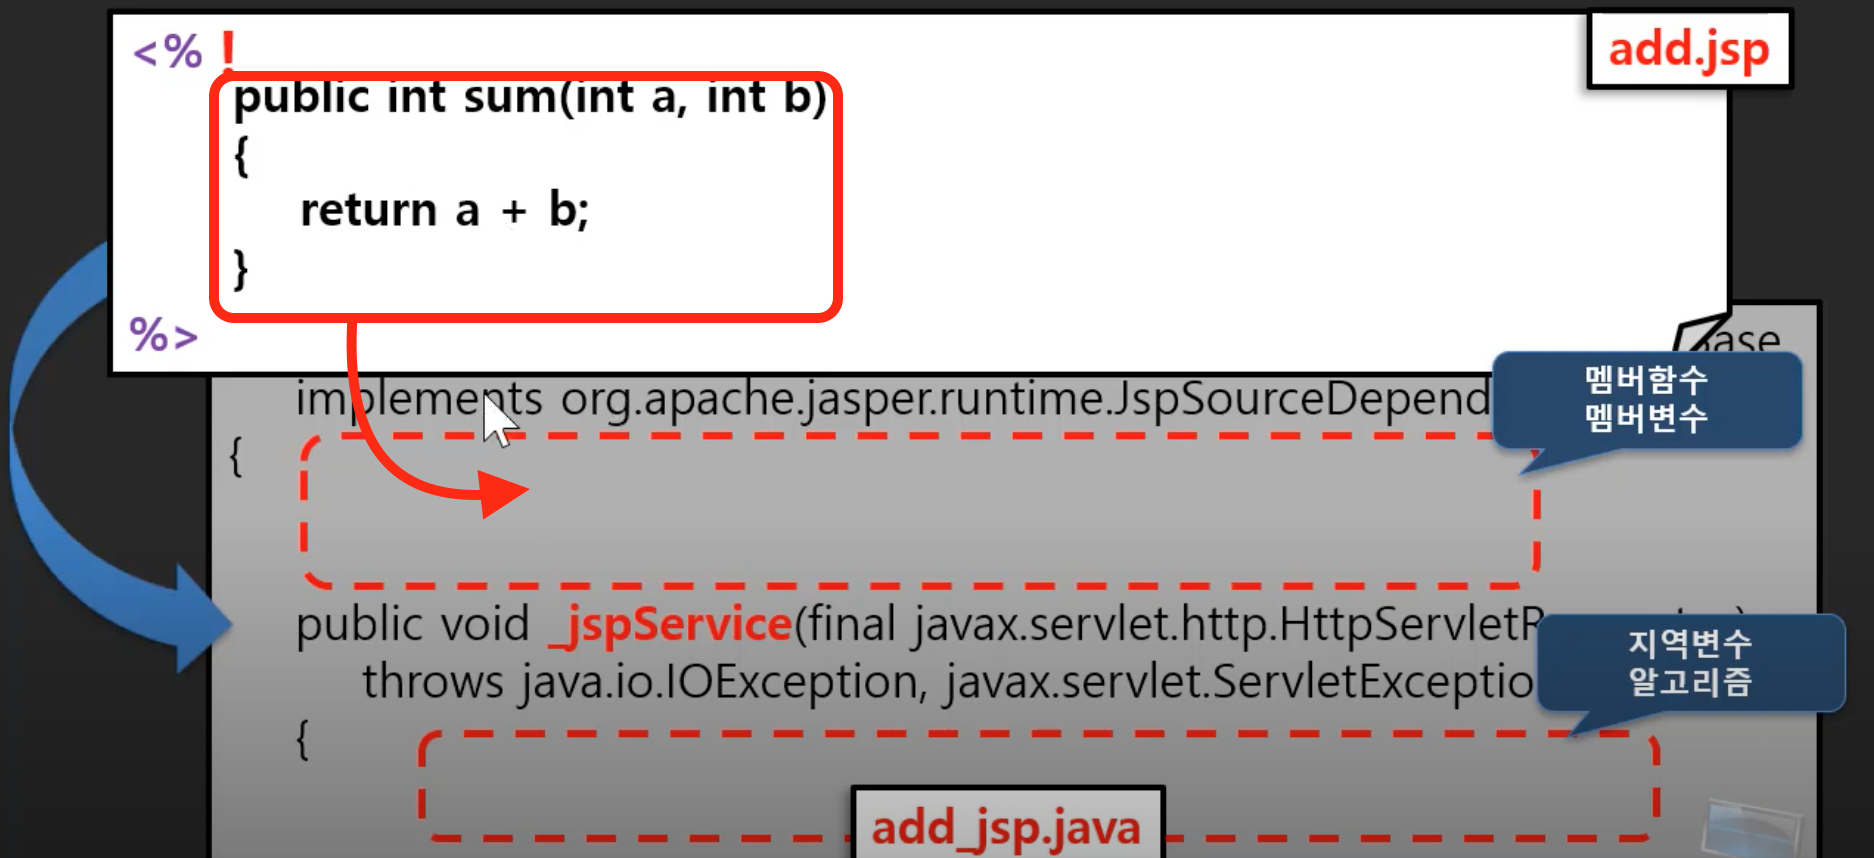 <% !
add.jsp
public int sum(int a, int b)
{
return a + b;
}
%>
ase
implements org.apache.jasper.runtime.JspSourceDepend
멤버함수
멤버변수
{
public void _jspService(final javax.servlet.http.HttpServletR
throws java.io.IOException, javax.servlet.ServletExceptio
지역변수
알고리즘
{
add_jsp.java